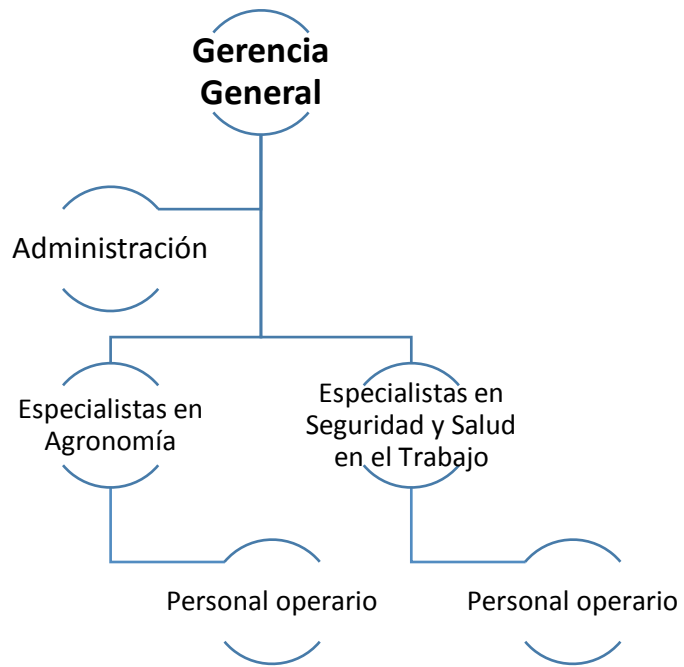 Gerencia
General
Administración
Especialistas en
Agronomía
Especialistas en
Seguridad y Salud
en el Trabajo
Personal operario
Personal operario